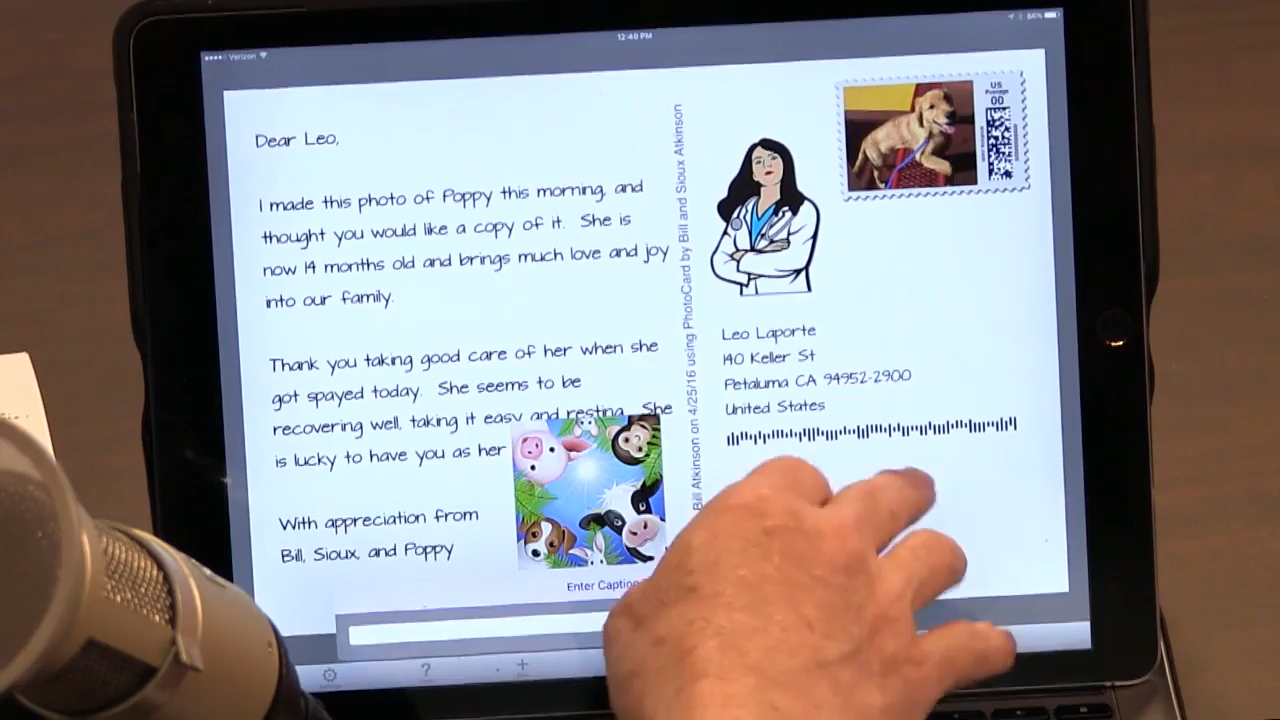 Verizon
12:40 PM
86%
Dear Leo,
I made this photo of Poppy this morning, and
thought you would like a copy of it. She is
now 14 months old and brings much love and joy
into our family.
Thank you taking good care of her when she
got spayed today. She seems to be
recovering well, taking it easy and resting. She
is lucky to have you as her
With appreciation from
Bill, Sioux, and Poppy
Enter Caption
Bill Atkinson on 4/25/16 using PhotoCard by Bill and Sioux Atkinson
US
Postage
00
Leo Laporte
140 Keller St
Petaluma CA 94952-2900
United States
?
+